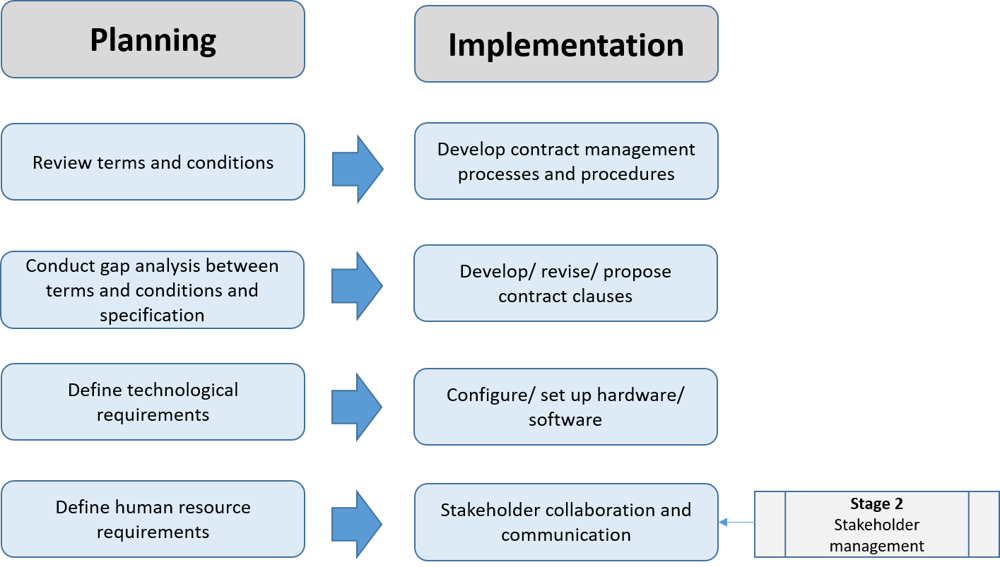 Planning
Implementation
Review terms and conditions
Develop contract management
processes and procedures
Conduct gap analysis between
terms and conditions and
specification
Develop/ revise/ propose
contract clauses
Define technological
requirements
Configure/ set up hardware/
software
Define human resource
requirements
Stakeholder collaboration and
communication
Stage 2
Stakeholder
management